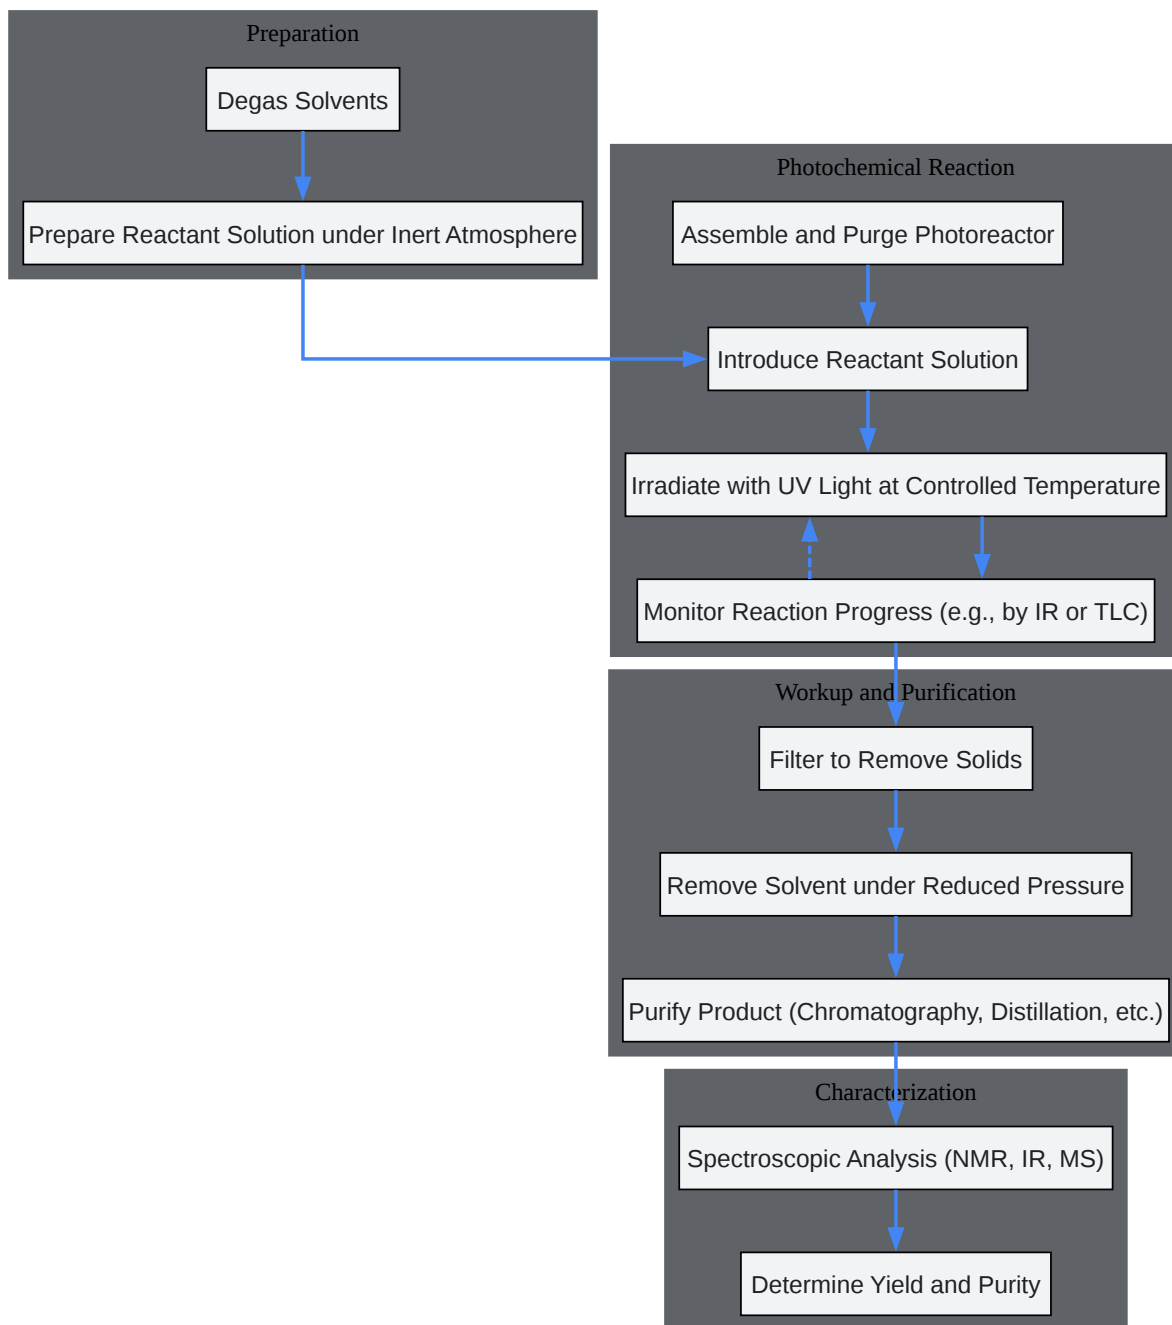 Preparation
Degas Solvents
Prepare Reactant Solution under Inert Atmosphere
Photochemical Reaction
Assemble and Purge Photoreactor
Introduce Reactant Solution
Irradiate with UV Light at Controlled Temperature
Monitor Reaction Progress (e.g., by IR or TLC)
Workup and Purification
Filter to Remove Solids
Remove Solvent under Reduced Pressure
Purify Product (Chromatography, Distillation, etc.)
Characterization
Spectroscopic Analysis (NMR, IR, MS)
Determine Yield and Purity